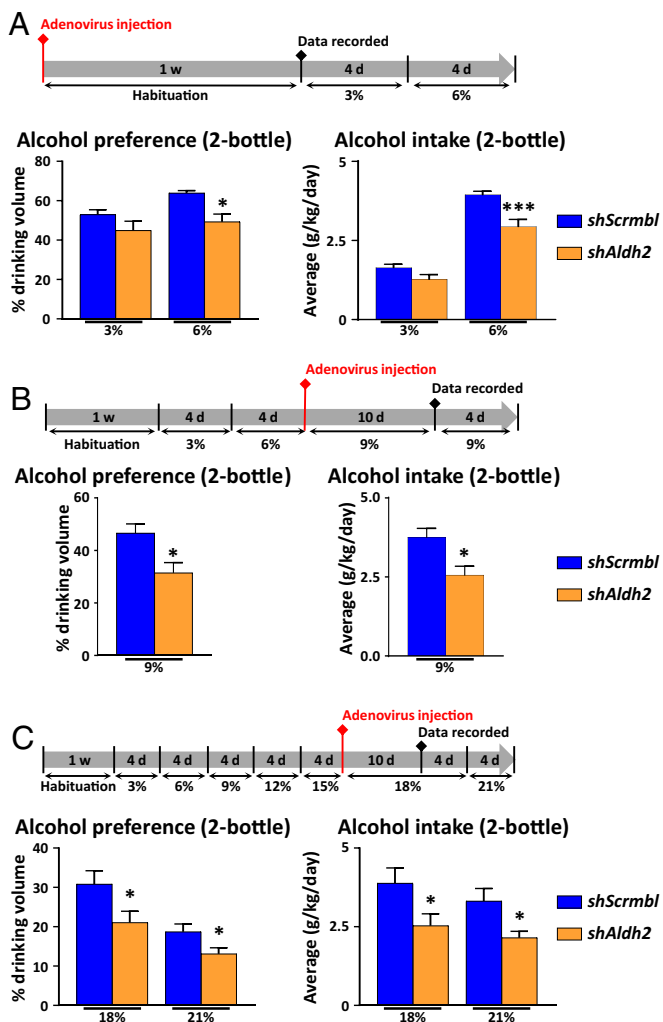 A
Adenovirus injection
Data recorded
1 w 4 d 4 d
Habituation 3% 6%
Alcohol preference (2-bottle)
% drinking volume
60
40
20
0
*
3% 6%
Alcohol intake (2-bottle)
Average (g/kg/day)
5
2.5
0
***
3% 6%
shScrmbl
shAldh2
B
Adenovirus injection
Data recorded
1 w 4 d 4 d 10 d 4 d
Habituation 3% 6% 9% 9%
Alcohol preference (2-bottle)
% drinking volume
60
40
20
0
*
9%
Alcohol intake (2-bottle)
Average (g/kg/day)
5.0
2.5
0.0
*
9%
shScrmbl
shAldh2
C
Adenovirus injection
Data recorded
1 w 4 d 4 d 4 d 4 d 4 d 10 d 4 d 4 d
Habituation 3% 6% 9% 12% 15% 18% 21%
Alcohol preference (2-bottle)
% drinking volume
40
30
20
10
0
*
*
18% 21%
Alcohol intake (2-bottle)
Average (g/kg/day)
5
2.5
0
*
*
18% 21%
shScrmbl
shAldh2